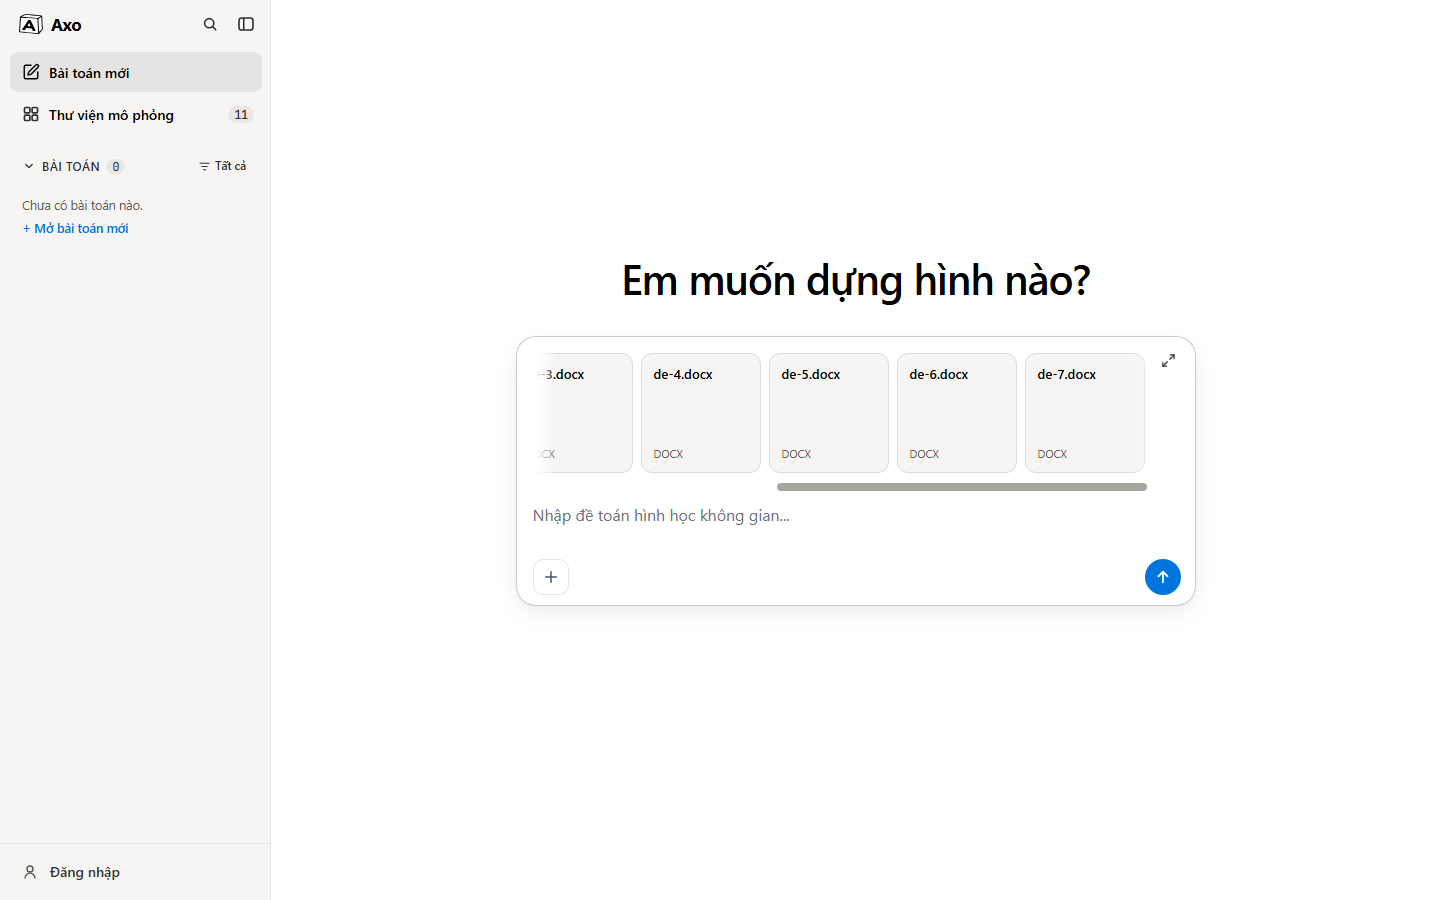 Axo
Bài toán mới
Thư viện mô phỏng 11
BÀI TOÁN 0 Tất cả
Chưa có bài toán nào.
+ Mở bài toán mới
Em muốn dựng hình nào?
-3.docx de-4.docx de-5.docx de-6.docx de-7.docx
DOCX DOCX DOCX DOCX DOCX
Nhập đề toán hình học không gian...
Đăng nhập